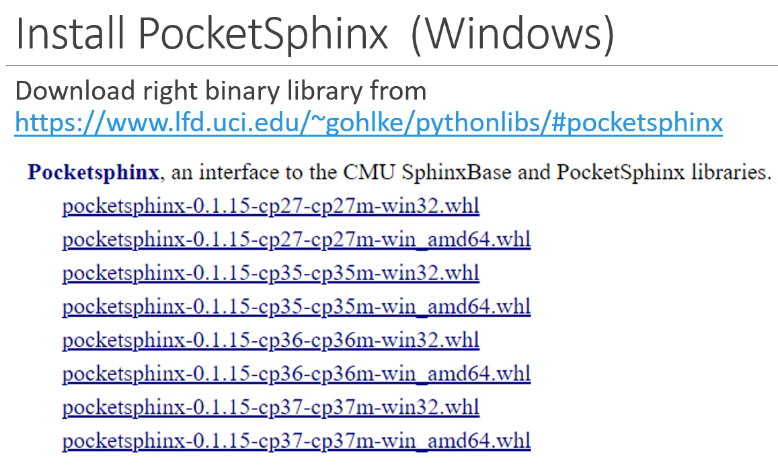 Install PocketSphinx (Windows)
Download right binary library from
https://www.lfd.uci.edu/~gohlke/pythonlibs/#pocketsphinx
Pocketsphinx, an interface to the CMU SphinxBase and PocketSphinx libraries.
pocketsphinx-0.1.15-cp27-cp27m-win32.whl
pocketsphinx-0.1.15-cp27-cp27m-win_amd64.whl
pocketsphinx-0.1.15-cp35-cp35m-win32.whl
pocketsphinx-0.1.15-cp35-cp35m-win_amd64.whl
pocketsphinx-0.1.15-cp36-cp36m-win32.whl
pocketsphinx-0.1.15-cp36-cp36m-win_amd64.whl
pocketsphinx-0.1.15-cp37-cp37m-win32.whl
pocketsphinx-0.1.15-cp37-cp37m-win_amd64.whl